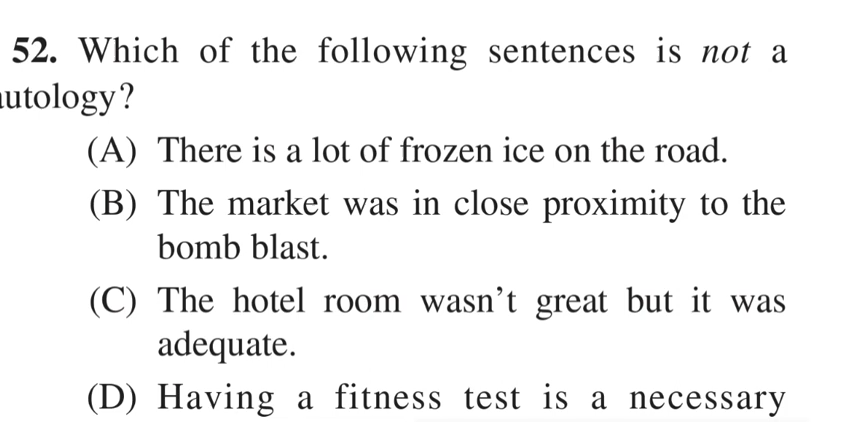 52. Which of the following sentences is not a
utology?
(A) There is a lot of frozen ice on the road.
(B) The market was in close proximity to the
bomb blast.
(C) The hotel room wasn't great but it was
adequate.
(D) Having a fitness test is a necessary